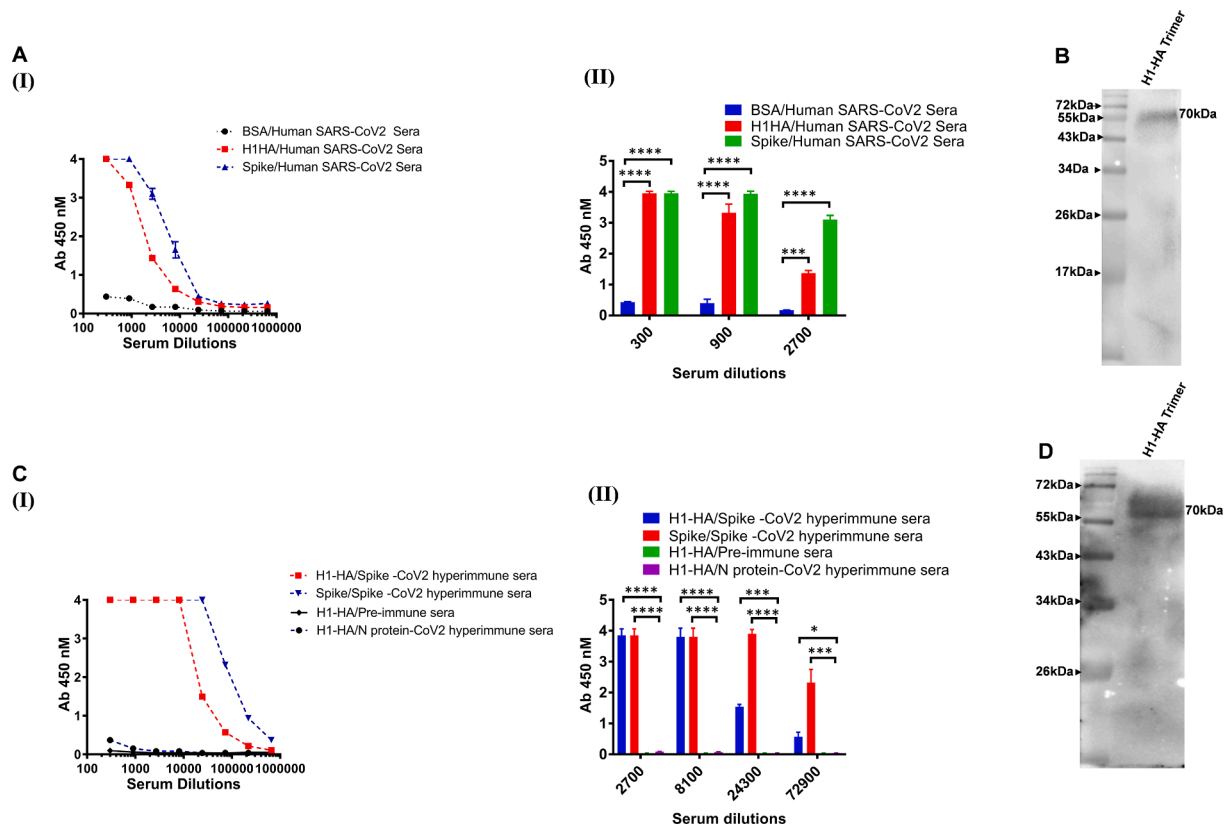 A
(I)
BSA/Human SARS-CoV2 Sera
H1HA/Human SARS-CoV2 Sera
Spike/Human SARS-CoV2 Sera
Ab 450 nM
4
3
2
1
0
100 1000 10000 100000 1000000
Serum Dilutions
(II)
BSA/Human SARS-CoV2 Sera
H1HA/Human SARS-CoV2 Sera
Spike/Human SARS-CoV2 Sera
Ab 450 nM
5
4
3
2
1
0
**** **** ****
**** **** ***
300 900 2700
Serum dilutions
B
H1-HA Trimer
72kDa
55kDa
43kDa
34Da
26kDa
17kDa
70kDa
C
(I)
H1-HA/Spike -CoV2 hyperimmune sera
Spike/Spike -CoV2 hyperimmune sera
H1-HA/Pre-immune sera
H1-HA/N protein-CoV2 hyperimmune sera
Ab 450 nM
4
3
2
1
0
100 1000 10000 100000 1000000
Serum Dilutions
(II)
H1-HA/Spike -CoV2 hyperimmune sera
Spike/Spike -CoV2 hyperimmune sera
H1-HA/Pre-immune sera
H1-HA/N protein-CoV2 hyperimmune sera
Ab 450 nM
5
4
3
2
1
0
**** **** *** *
**** **** **** ***
2700 8100 24300 72900
Serum dilutions
D
H1-HA Trimer
72kDa
55kDa
43kDa
34kDa
26kDa
70kDa